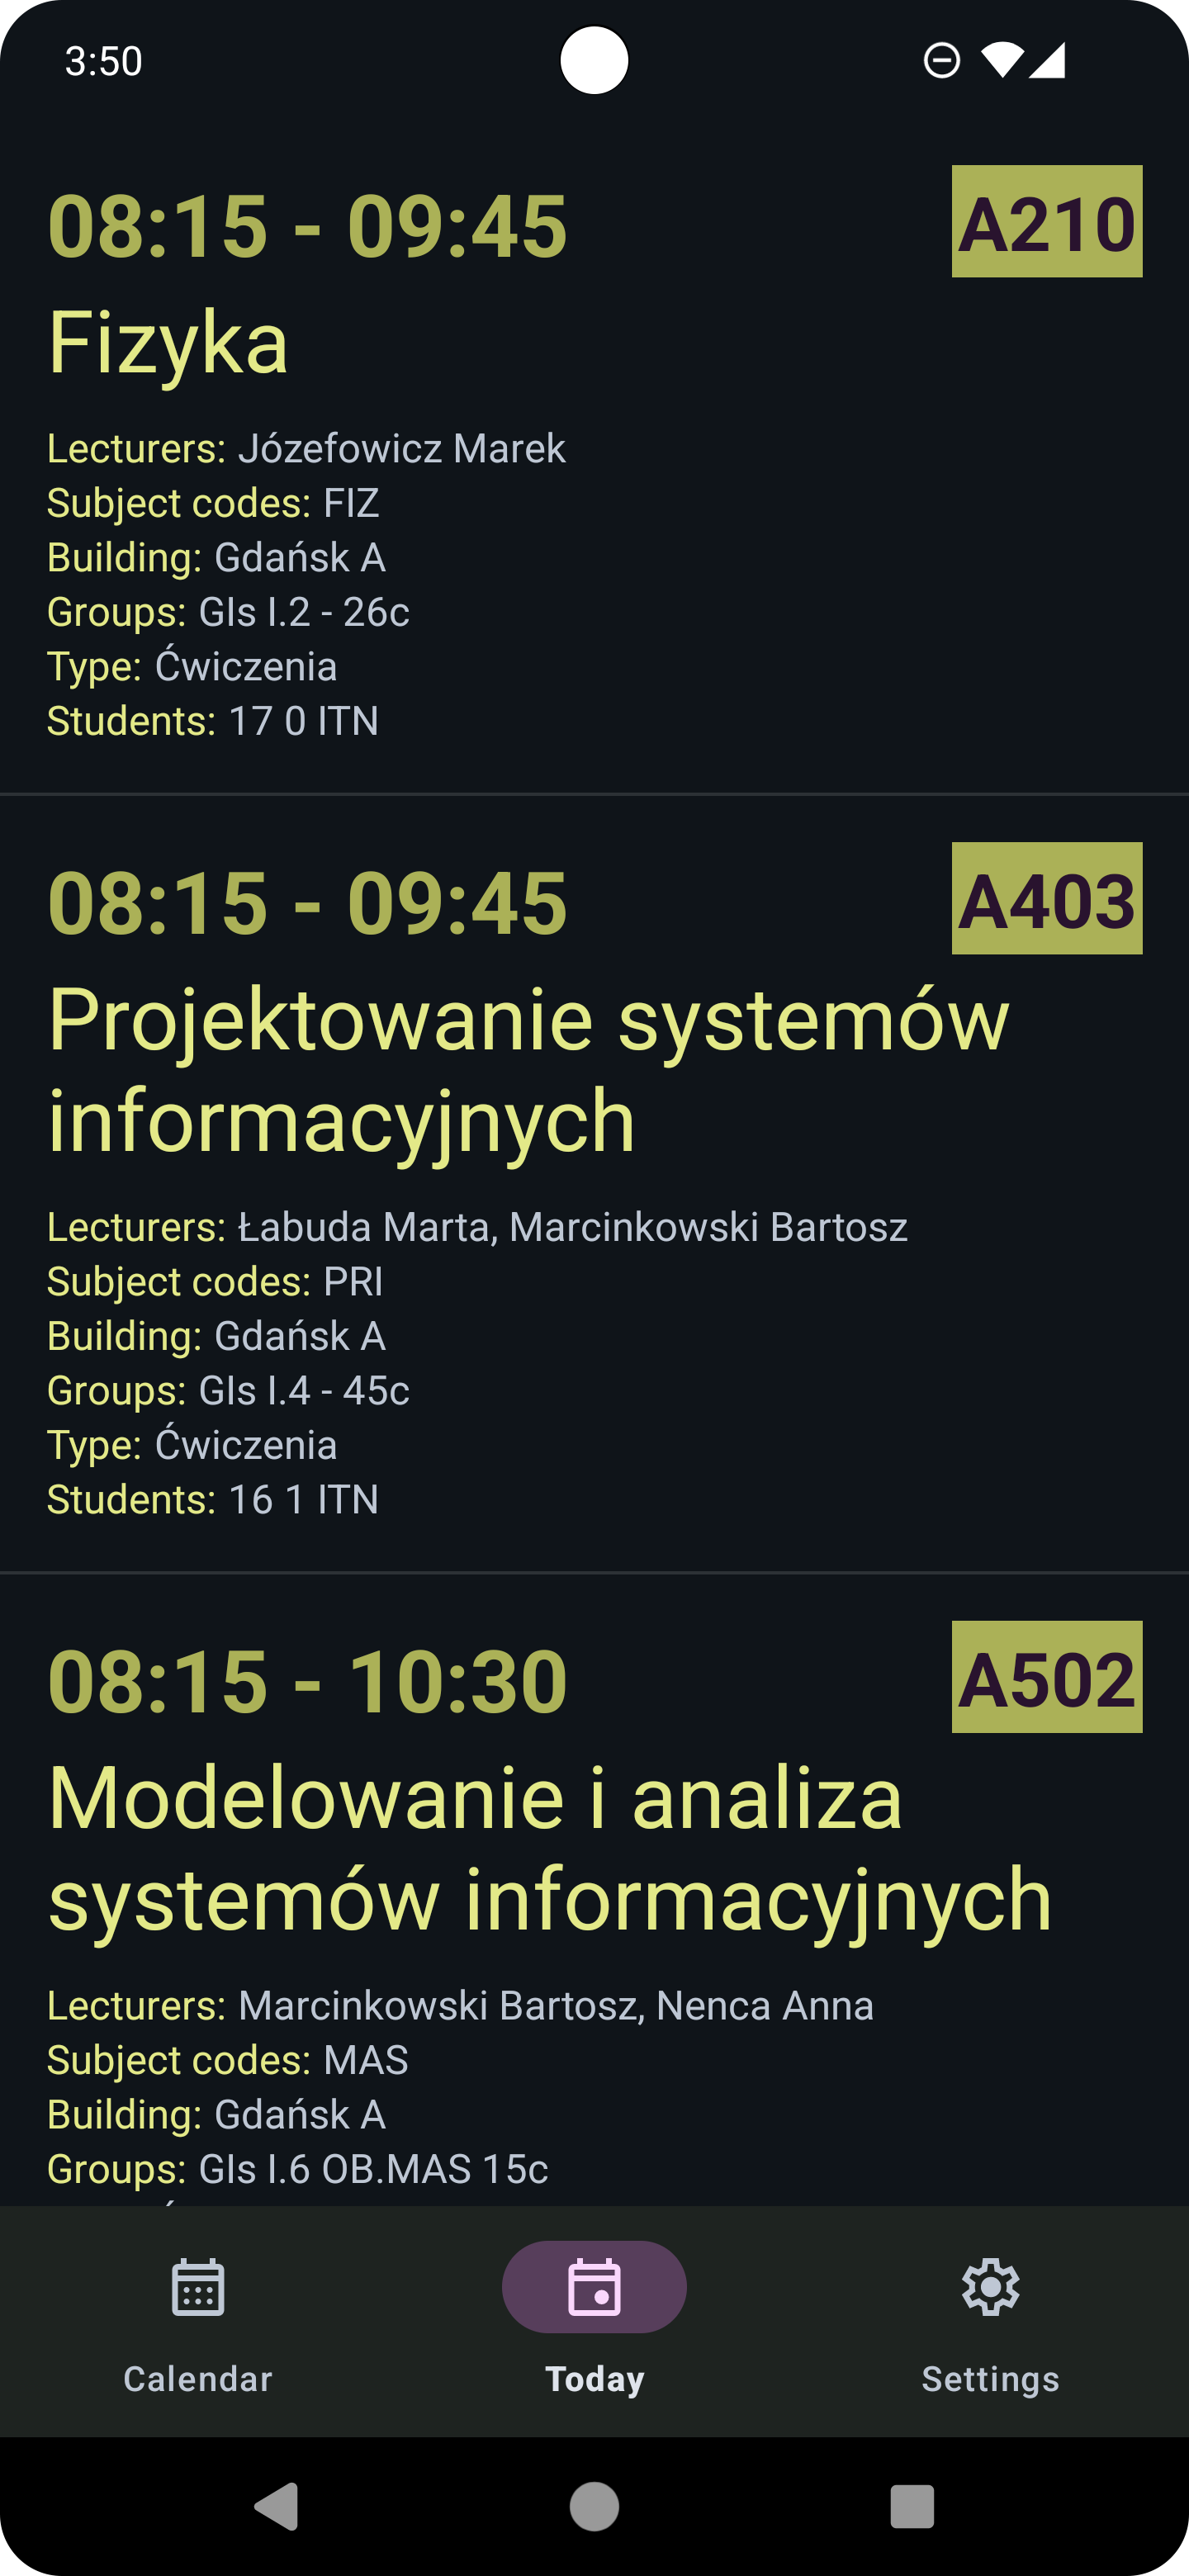 3:50
08:15 - 09:45
A210
Fizyka
Lecturers: Józefowicz Marek
Subject codes: FIZ
Building: Gdańsk A
Groups: GIs I.2 - 26c
Type: Ćwiczenia
Students: 17 0 ITN
08:15 - 09:45
A403
Projektowanie systemów
informacyjnych
Lecturers: Łabuda Marta, Marcinkowski Bartosz
Subject codes: PRI
Building: Gdańsk A
Groups: GIs I.4 - 45c
Type: Ćwiczenia
Students: 16 1 ITN
08:15 - 10:30
A502
Modelowanie i analiza
systemów informacyjnych
Lecturers: Marcinkowski Bartosz, Nenca Anna
Subject codes: MAS
Building: Gdańsk A
Groups: GIs I.6 OB.MAS 15c
Calendar
Today
Settings